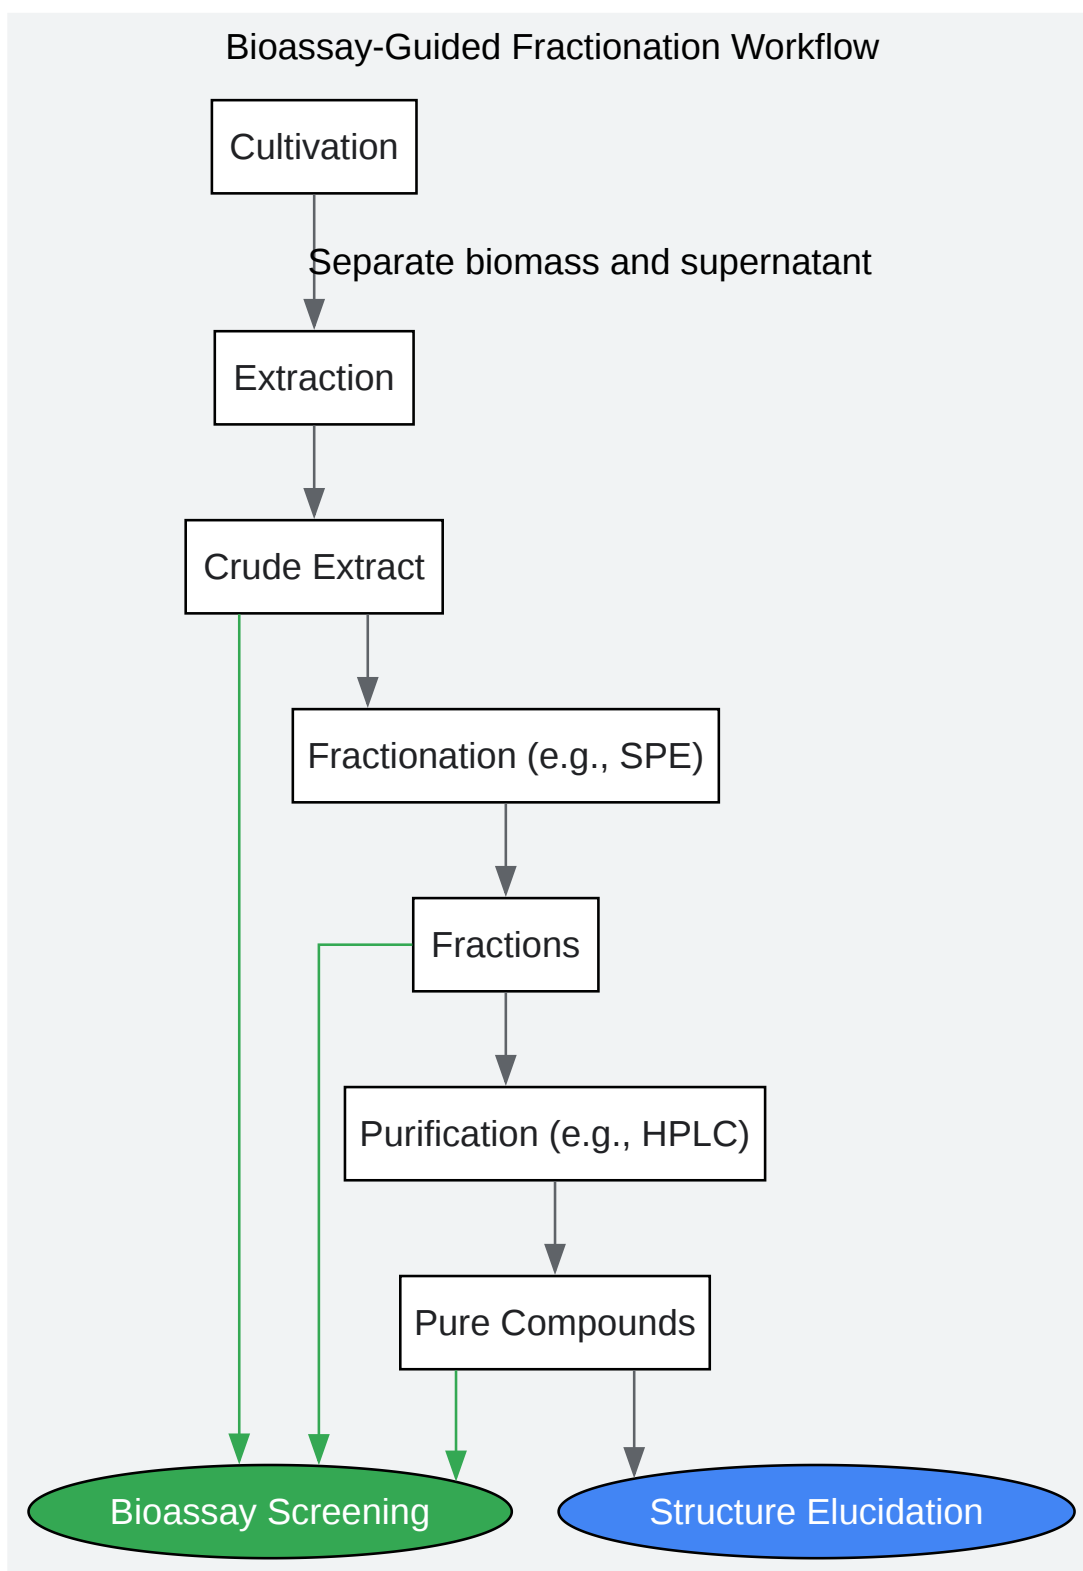 Bioassay-Guided Fractionation Workflow
Cultivation
Separate biomass and supernatant
Extraction
Crude Extract
Fractionation (e.g., SPE)
Fractions
Purification (e.g., HPLC)
Pure Compounds
Bioassay Screening
Structure Elucidation